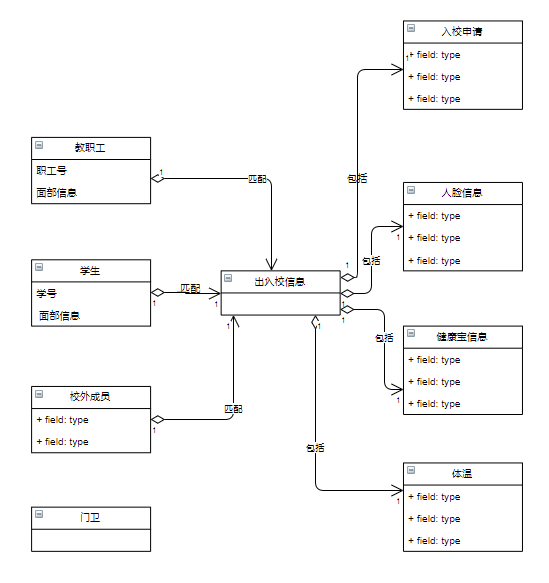 入校申请
+ field: type
+ field: type
+ field: type
1
包括
教职工
职工号
面部信息
1
匹配
人脸信息
+ field: type
+ field: type
+ field: type
1
包括
学生
学号
面部信息
1
匹配
1
出入校信息
1
1
1
1
1
健康宝信息
+ field: type
+ field: type
+ field: type
1
包括
校外成员
+ field: type
+ field: type
1
匹配
包括
体温
+ field: type
+ field: type
+ field: type
1
门卫